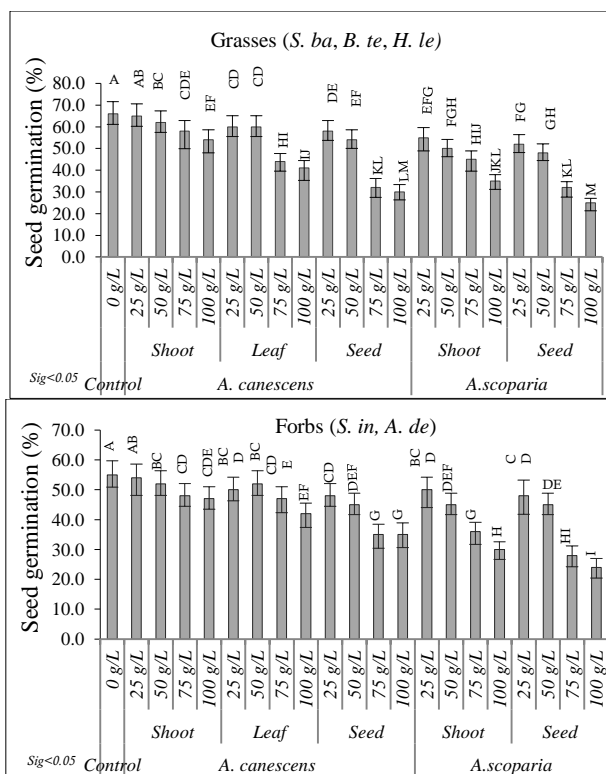 Grasses (S. ba, B. te, H. le)
Seed germination (%)
80.0
70.0
60.0
50.0
40.0
30.0
20.0
10.0
0.0
A AB BC CDE EF CD CD HI IJ DE EF KL LM EFG FGH HIJ JKL FG GH KL M
0 g/L 25 g/L 50 g/L 75 g/L 100 g/L 25 g/L 50 g/L 75 g/L 100 g/L 25 g/L 50 g/L 75 g/L 100 g/L 25 g/L 50 g/L 75 g/L 100 g/L 25 g/L 50 g/L 75 g/L 100 g/L
Shoot Leaf Seed Shoot Seed
Sig<0.05 Control A. canescens A.scoparia
Forbs (S. in, A. de)
Seed germination (%)
70.0
60.0
50.0
40.0
30.0
20.0
10.0
0.0
A AB BC CD CDE BC D BC CD E EF CD DEF G G BC D DEF G H C D DE HI I
0 g/L 25 g/L 50 g/L 75 g/L 100 g/L 25 g/L 50 g/L 75 g/L 100 g/L 25 g/L 50 g/L 75 g/L 100 g/L 25 g/L 50 g/L 75 g/L 100 g/L 25 g/L 50 g/L 75 g/L 100 g/L
Shoot Leaf Seed Shoot Seed
Sig<0.05 Control A. canescens A.scoparia